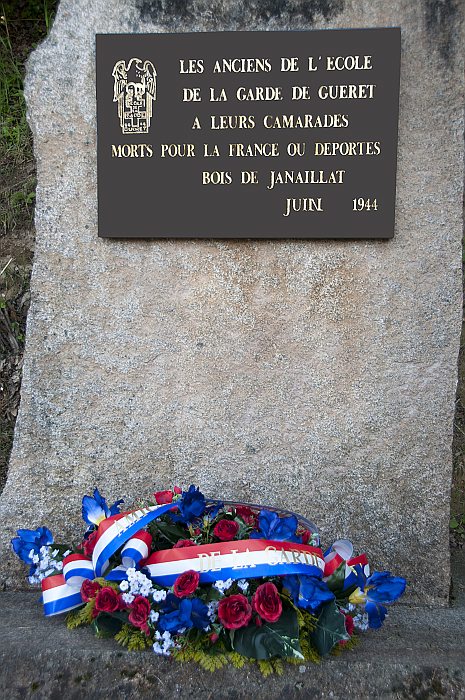 LES ANCIENS DE L'ECOLE
DE LA GARDE DE GUERET
A LEURS CAMARADES
MORTS POUR LA FRANCE OU DEPORTES
BOIS DE JANAILLAT
JUIN 1944
ECOLE
DE LA GARDE